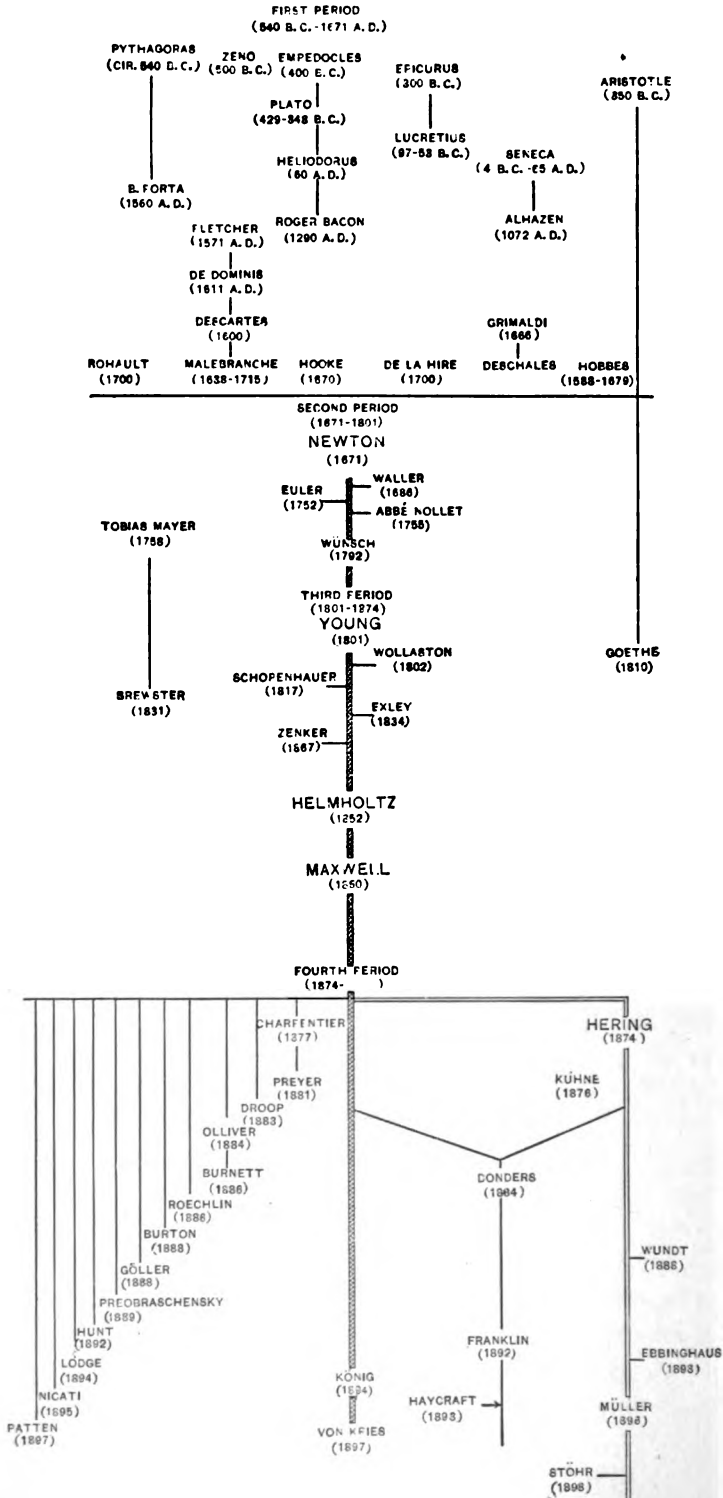 FIRST PERIOD
(540 B.C.-1671 A.D.)
PYTHAGORAS
(CIR. 540 B.C.)
ZENO
(500 B.C.)
EMPEDOCLES
(400 B.C.)
EPICURUS
(300 B.C.)
ARISTOTLE
(350 B.C.)
PLATO
(429-348 B.C.)
LUCRETIUS
(97-53 B.C.)
HELIODORUS
(60 A.D.)
SENECA
(4 B.C.-65 A.D.)
B. PORTA
(1560 A.D.)
ROGER BACON
(1290 A.D.)
ALHAZEN
(1072 A.D.)
FLETCHER
(1571 A.D.)
DE DOMINIS
(1611 A.D.)
DESCARTES
(1600)
GRIMALDI
(1666)
ROHAULT
(1700)
MALEBRANCHE
(1638-1715)
HOOKE
(1670)
DE LA HIRE
(1700)
DESCHALES
HOBBES
(1588-1679)
SECOND PERIOD
(1671-1801)
NEWTON
(1671)
WALLER
(1686)
EULER
(1752)
ABBÉ NOLLET
(1755)
TOBIAS MAYER
(1758)
WÜNSCH
(1792)
THIRD PERIOD
(1801-1874)
YOUNG
(1801)
WOLLASTON
(1802)
GOETHE
(1810)
SCHOPENHAUER
(1817)
BREWSTER
(1831)
EXLEY
(1834)
ZENKER
(1867)
HELMHOLTZ
(1852)
MAXWELL
(1860)
FOURTH PERIOD
(1874- )
CHARPENTIER
(1877)
HERING
(1874)
PREYER
(1881)
KÜHNE
(1876)
DROOP
(1883)
OLLIVER
(1884)
BURNETT
(1886)
DONDERS
(1884)
ROECHLIN
(1886)
BURTON
(1888)
WUNDT
(1888)
GÖLLER
(1888)
PREOBRASCHENSKY
(1889)
HUNT
(1892)
FRANKLIN
(1892)
LODGE
(1894)
EBBINGHAUS
(1893)
KÖNIG
(1894)
NICATI
(1895)
HAYCRAFT
(1893)
MÜLLER
(1896)
PATTEN
(1897)
VON KRIES
(1897)
STÖHR
(1898)